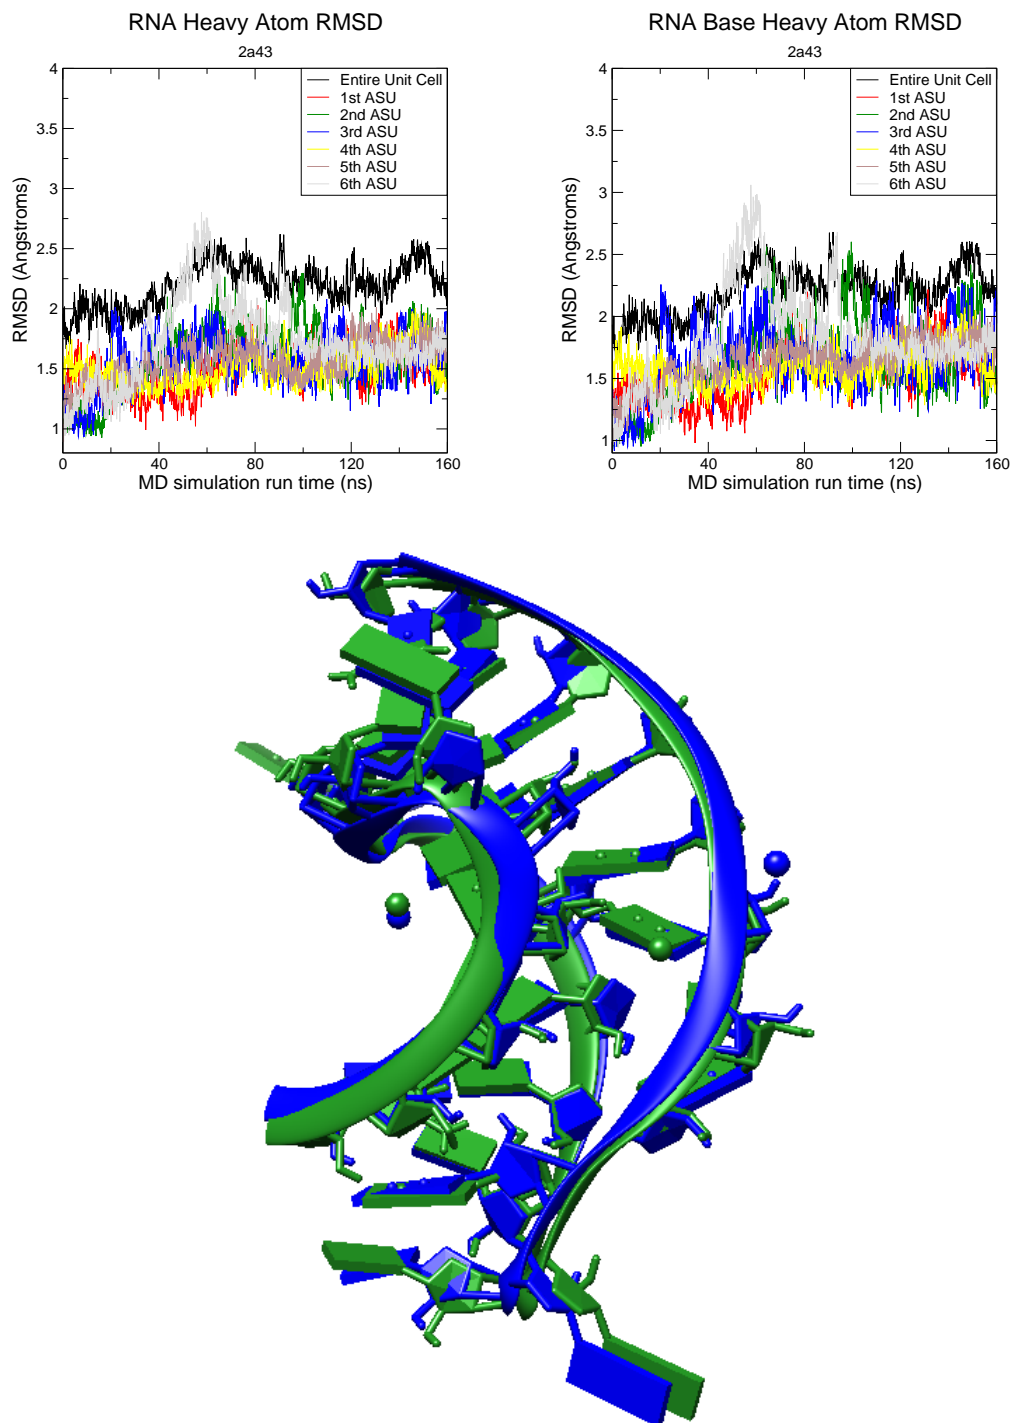 RNA Heavy Atom RMSD
2a43
RMSD (Angstroms)
4
3.5
3
2.5
2
1.5
1
Entire Unit Cell
1st ASU
2nd ASU
3rd ASU
4th ASU
5th ASU
6th ASU
0
40
80
120
160
MD simulation run time (ns)
RNA Base Heavy Atom RMSD
2a43
RMSD (Angstroms)
4
3.5
3
2.5
2
1.5
1
Entire Unit Cell
1st ASU
2nd ASU
3rd ASU
4th ASU
5th ASU
6th ASU
0
40
80
120
160
MD simulation run time (ns)